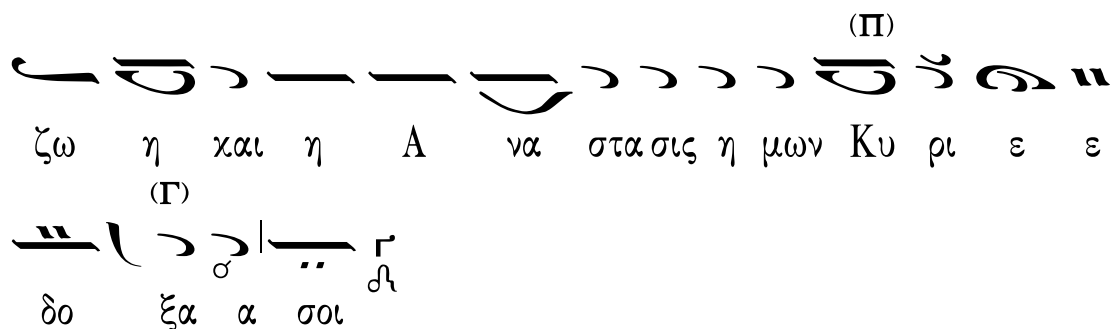 (Π)
ζω η και η Α να στα σις η μων Κυ ρι ε ε
(Γ)
δο ξα α σοι